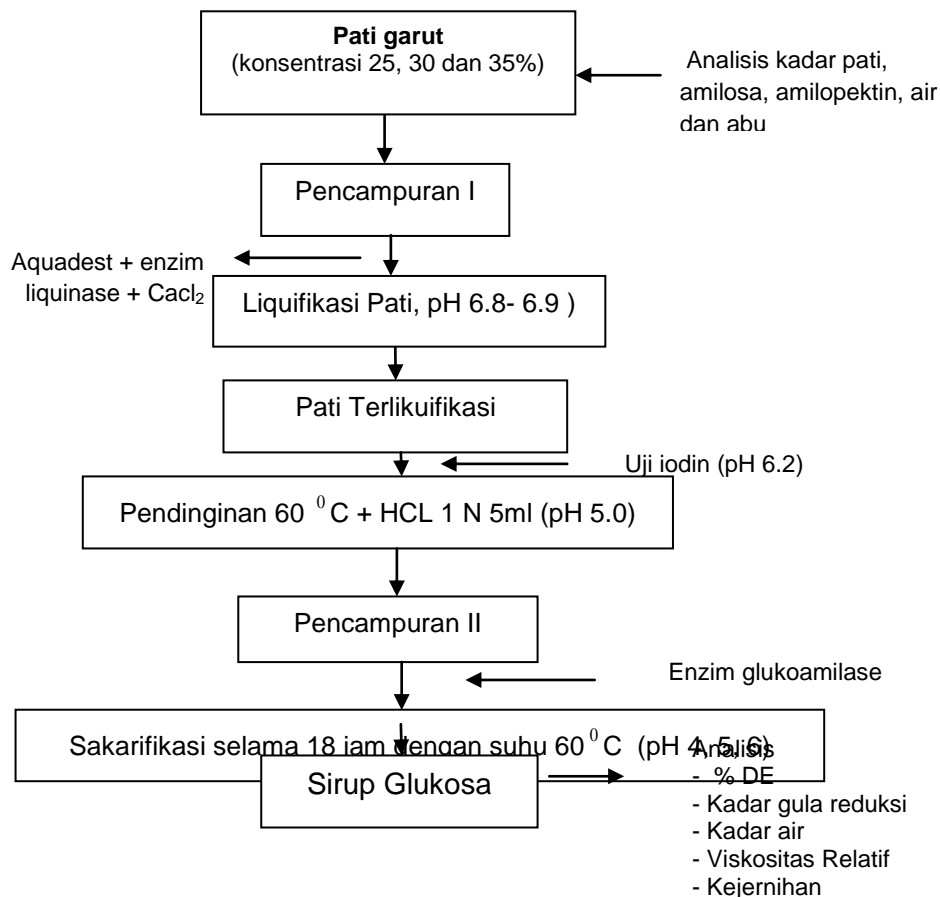 Pati garut
(konsentrasi 25, 30 dan 35%)
Analisis kadar pati,
amilosa, amilopektin, air
dan abu
Pencampuran I
Aquadest + enzim
liquinase + Cacl₂
Liquifikasi Pati, pH 6.8- 6.9 )
Pati Terlikuifikasi
Uji iodin (pH 6.2)
Pendinginan 60 ⁰C + HCL 1 N 5ml (pH 5.0)
Pencampuran II
Enzim glukoamilase
Sakarifikasi selama 18 jam dengan suhu 60 ⁰C (pH 4, 5, 6)
Sirup Glukosa
Analisis
- % DE
- Kadar gula reduksi
- Kadar air
- Viskositas Relatif
- Kejernihan